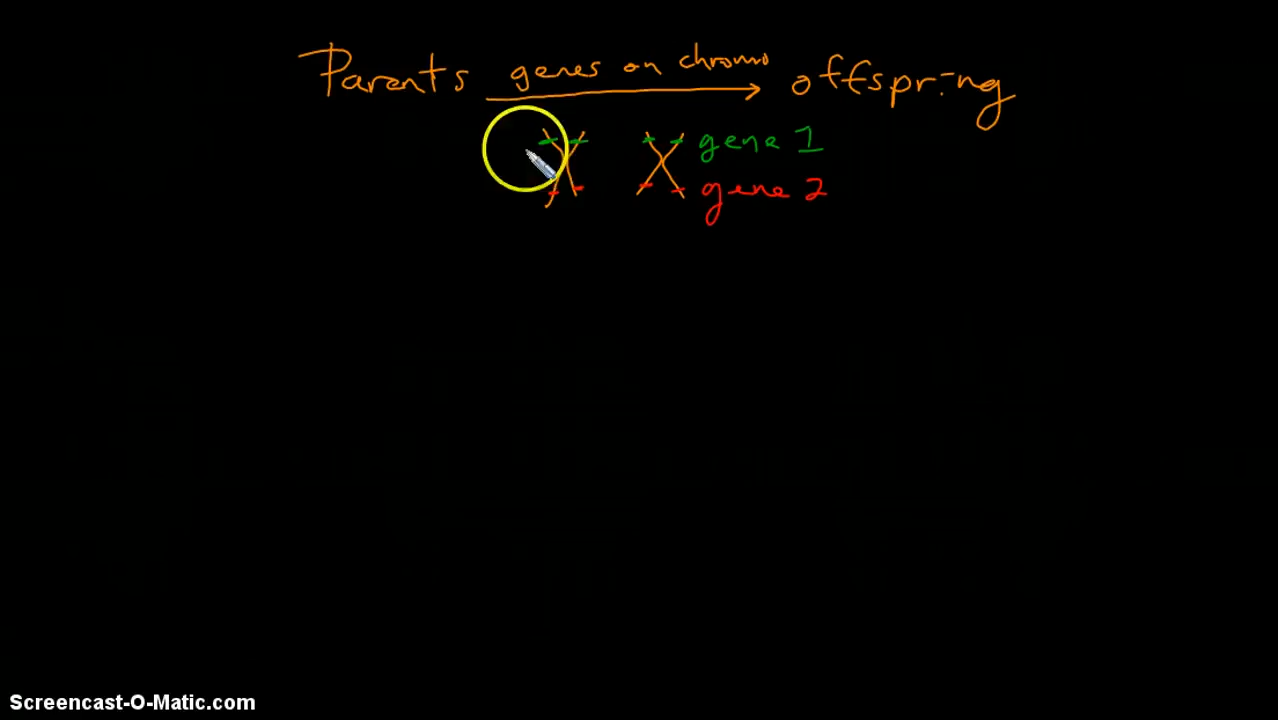 Parents genes on chromo offspring
gene 1
gene 2
Screencast-O-Matic.com